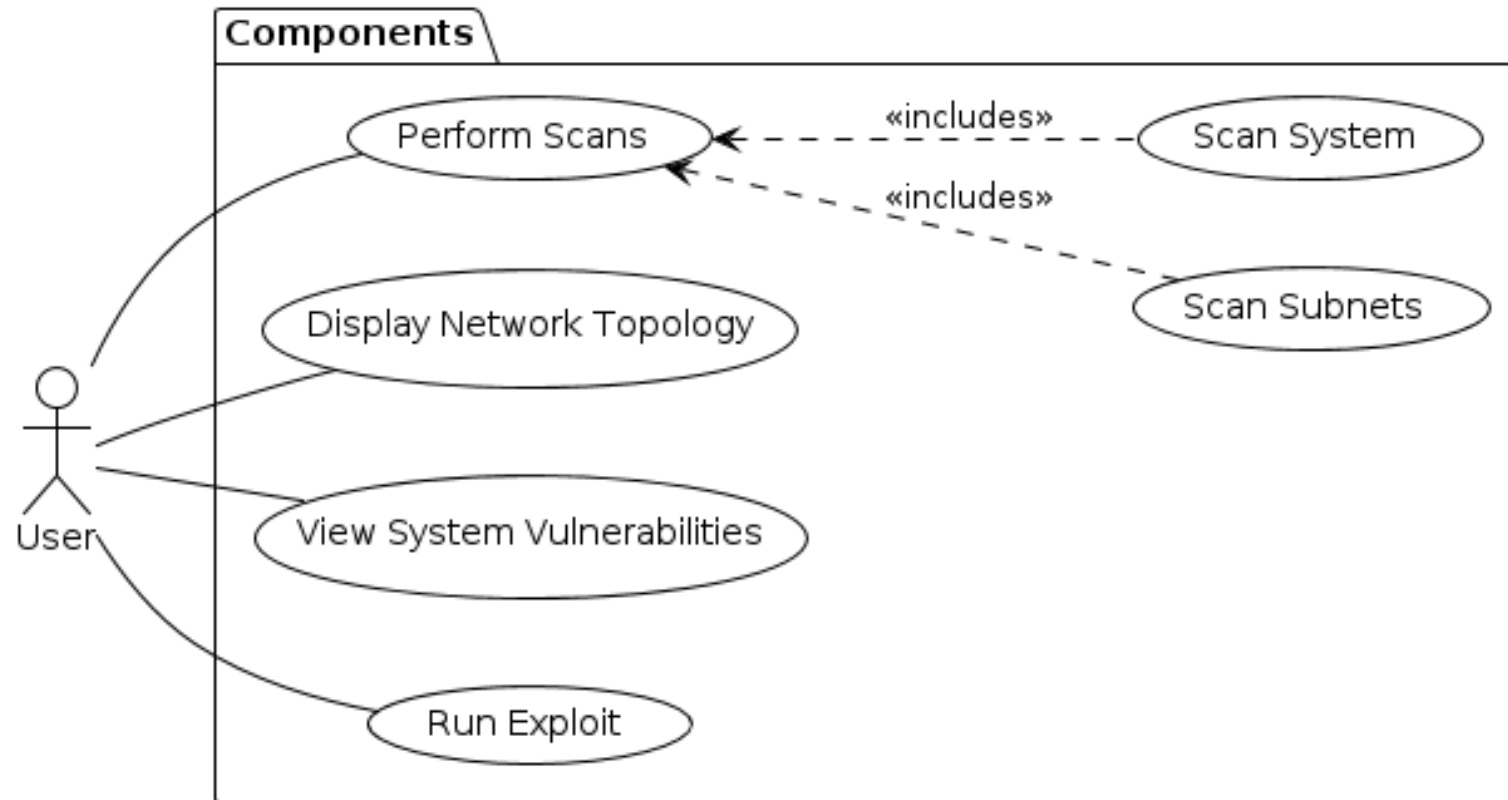 Components
Perform Scans
«includes»
Scan System
«includes»
Scan Subnets
Display Network Topology
User
View System Vulnerabilities
Run Exploit